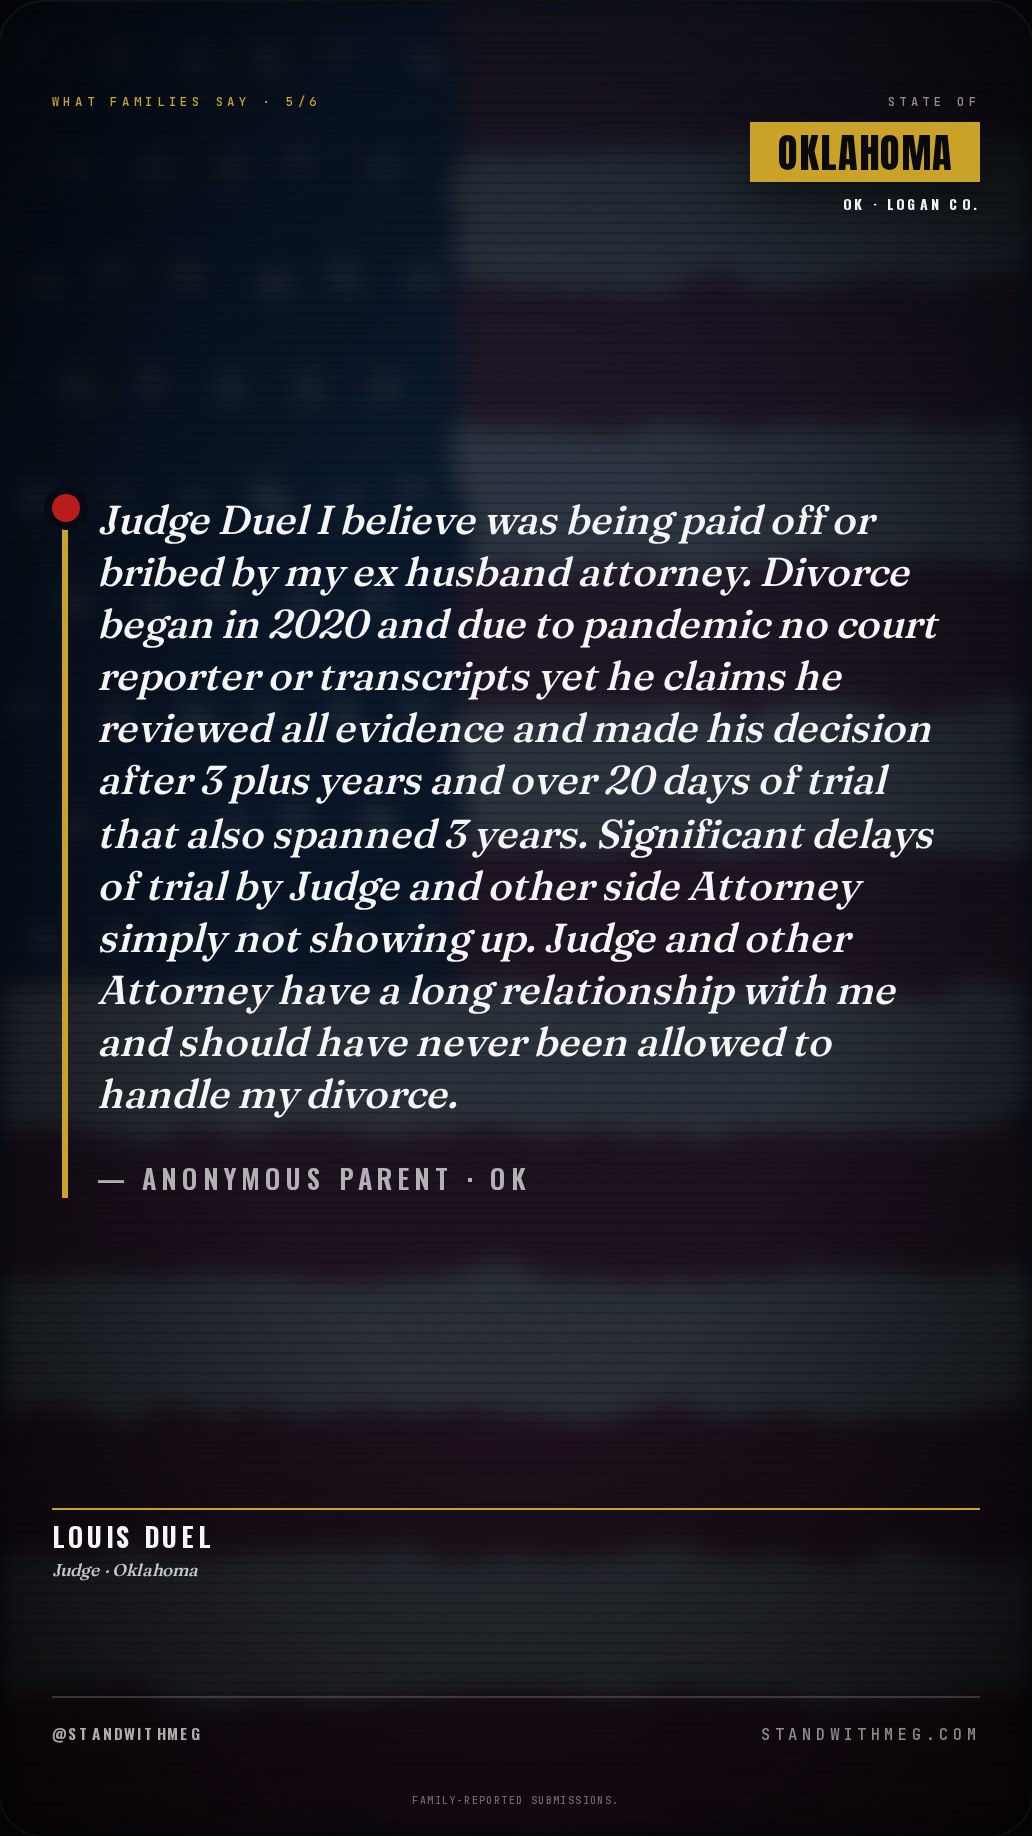 WHAT FAMILIES SAY · 5/6
STATE OF
OKLAHOMA
OK · LOGAN CO.
Judge Duel I believe was being paid off or
bribed by my ex husband attorney. Divorce
began in 2020 and due to pandemic no court
reporter or transcripts yet he claims he
reviewed all evidence and made his decision
after 3 plus years and over 20 days of trial
that also spanned 3 years. Significant delays
of trial by Judge and other side Attorney
simply not showing up. Judge and other
Attorney have a long relationship with me
and should have never been allowed to
handle my divorce.
— ANONYMOUS PARENT · OK
LOUIS DUEL
Judge · Oklahoma
@STANDWITHMEG
STANDWITHMEG.COM
FAMILY-REPORTED SUBMISSIONS.